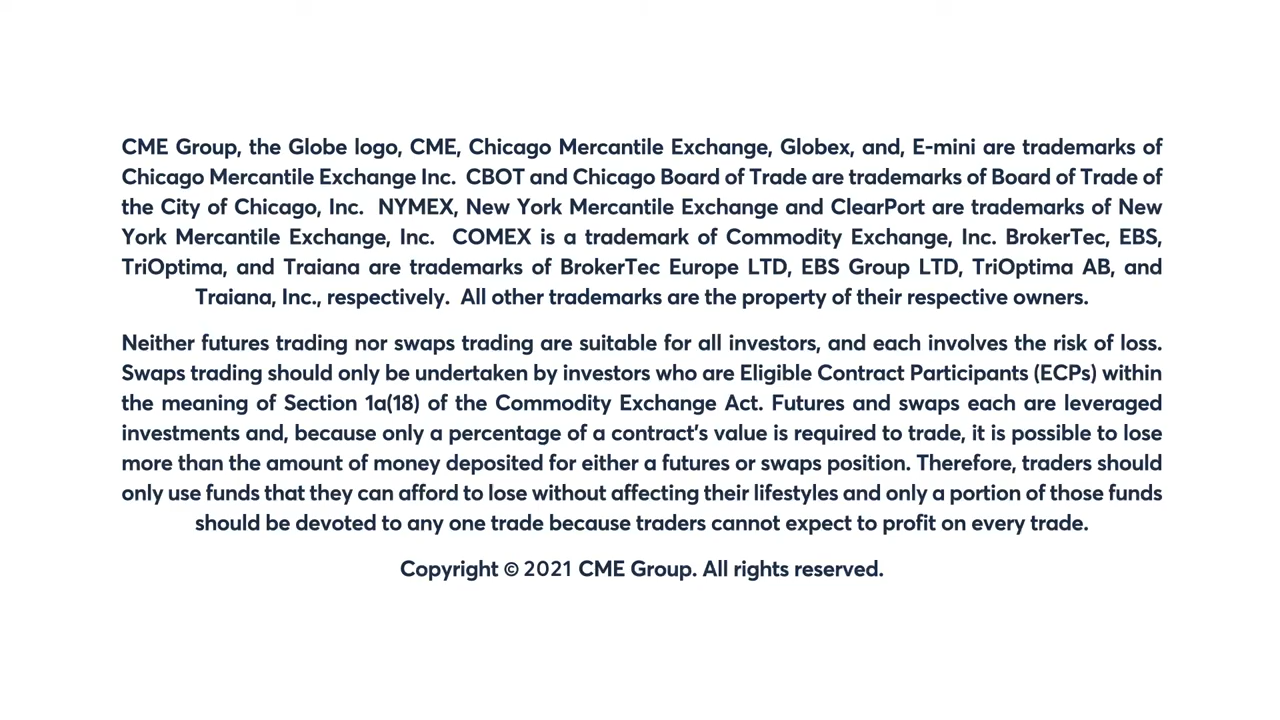 CME Group, the Globe logo, CME, Chicago Mercantile Exchange, Globex, and, E-mini are trademarks of
Chicago Mercantile Exchange Inc.  CBOT and Chicago Board of Trade are trademarks of Board of Trade of
the City of Chicago, Inc.  NYMEX, New York Mercantile Exchange and ClearPort are trademarks of New
York Mercantile Exchange, Inc.  COMEX is a trademark of Commodity Exchange, Inc. BrokerTec, EBS,
TriOptima, and Traiana are trademarks of BrokerTec Europe LTD, EBS Group LTD, TriOptima AB, and
Traiana, Inc., respectively.  All other trademarks are the property of their respective owners.
Neither futures trading nor swaps trading are suitable for all investors, and each involves the risk of loss.
Swaps trading should only be undertaken by investors who are Eligible Contract Participants (ECPs) within
the meaning of Section 1a(18) of the Commodity Exchange Act. Futures and swaps each are leveraged
investments and, because only a percentage of a contract's value is required to trade, it is possible to lose
more than the amount of money deposited for either a futures or swaps position. Therefore, traders should
only use funds that they can afford to lose without affecting their lifestyles and only a portion of those funds
should be devoted to any one trade because traders cannot expect to profit on every trade.
Copyright © 2021 CME Group. All rights reserved.